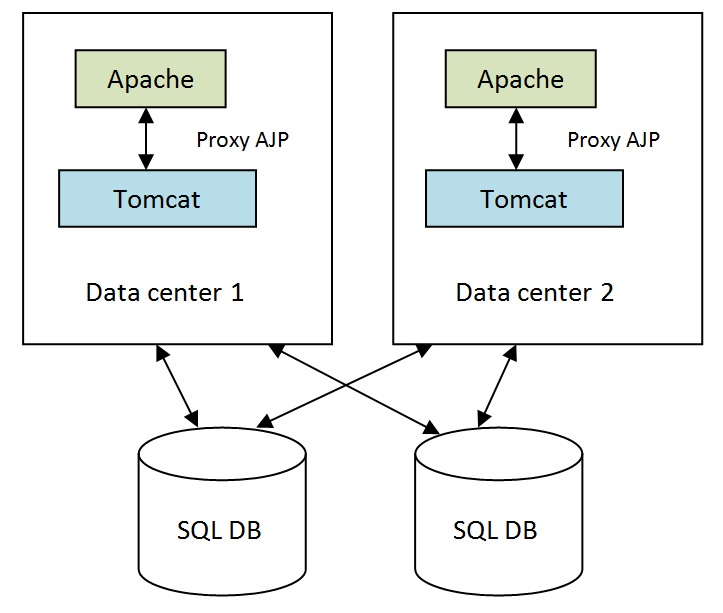 Apache
Proxy AJP
Tomcat
Data center 1
Apache
Proxy AJP
Tomcat
Data center 2
SQL DB
SQL DB